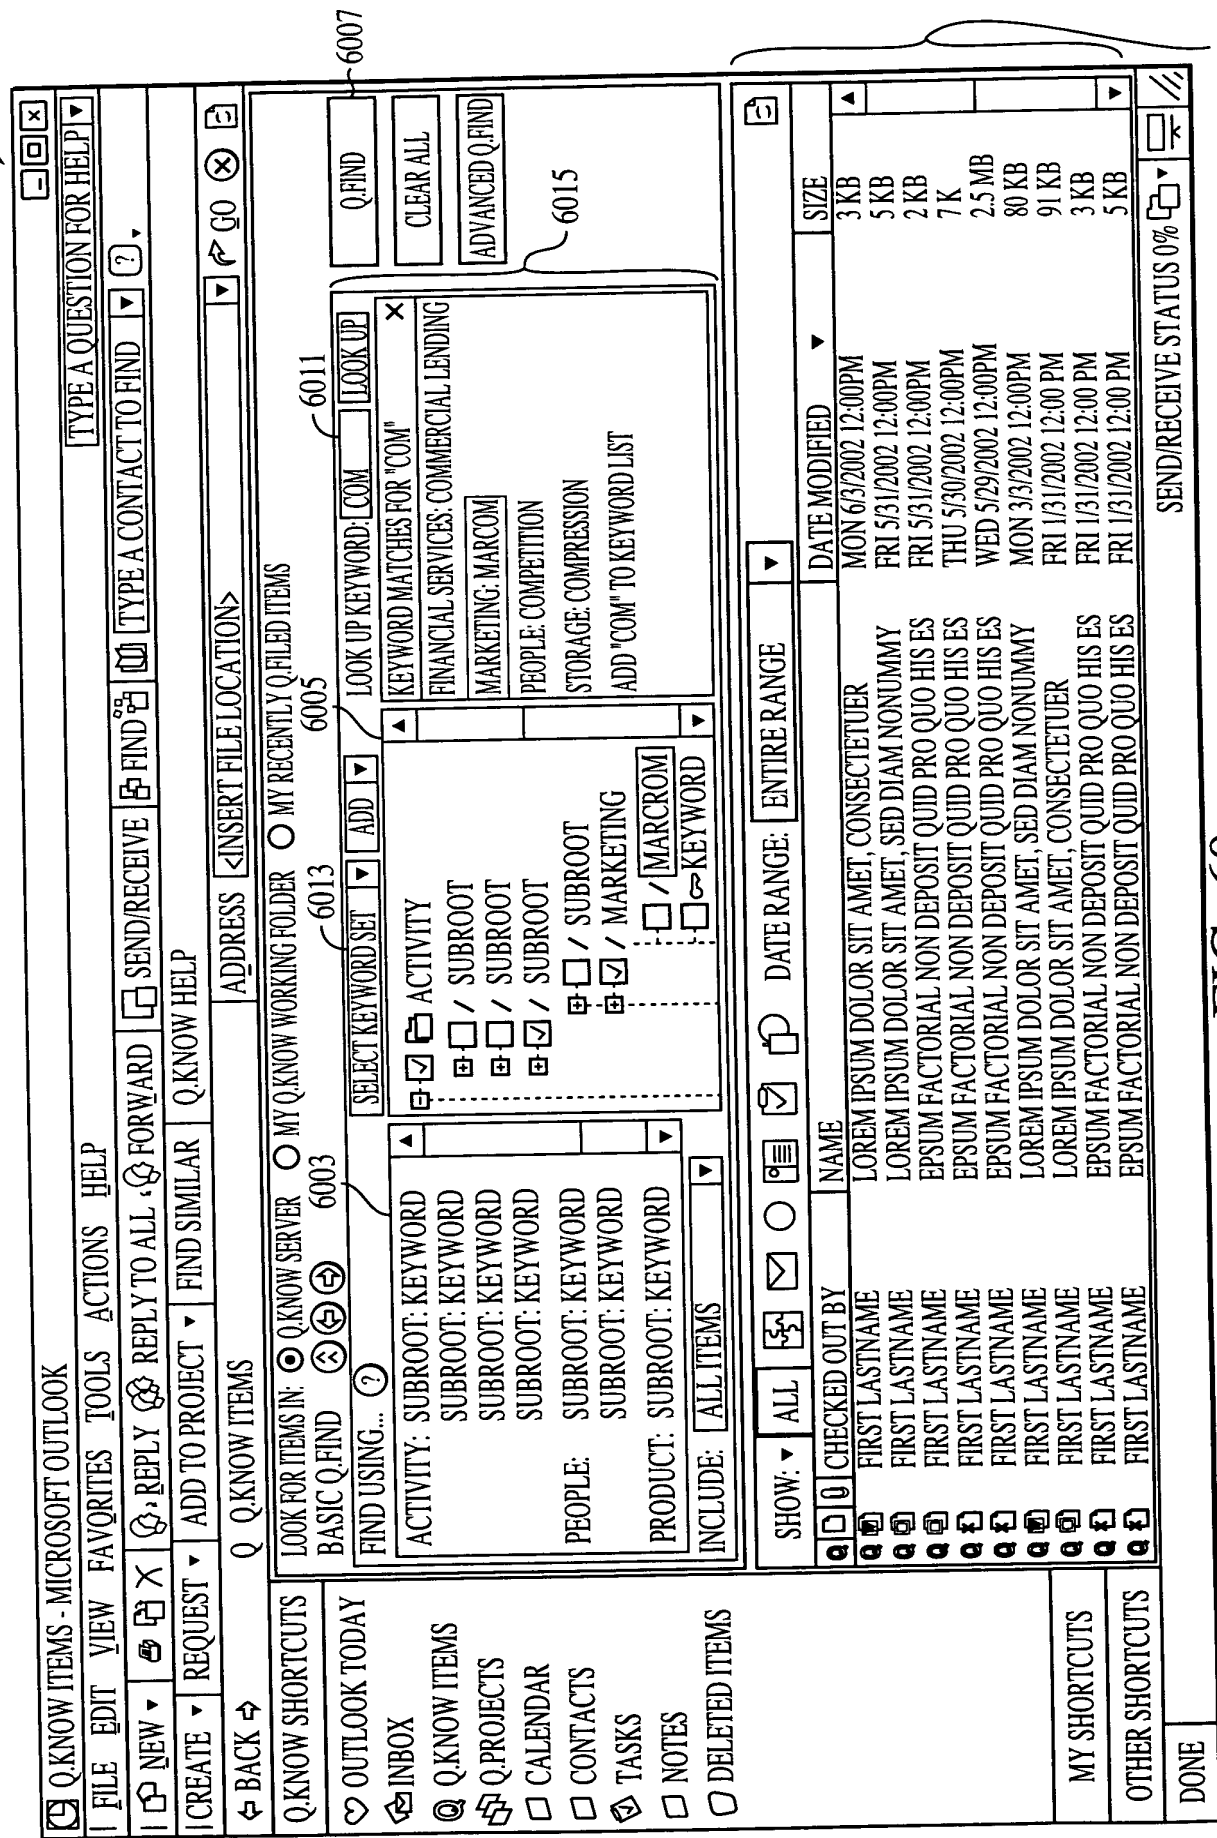 Q.KNOW ITEMS - MICROSOFT OUTLOOK
FILE EDIT VIEW FAVORITES TOOLS ACTIONS HELP
TYPE A QUESTION FOR HELP
NEW REPLY REPLY TO ALL FORWARD SEND/RECEIVE FIND TYPE A CONTACT TO FIND ?
CREATE REQUEST ADD TO PROJECT FIND SIMILAR Q.KNOW HELP
BACK Q Q.KNOW ITEMS ADDRESS <INSERT FILE LOCATION> GO
Q.KNOW SHORTCUTS
OUTLOOK TODAY
INBOX
Q.KNOW ITEMS
Q.PROJECTS
CALENDAR
CONTACTS
TASKS
NOTES
DELETED ITEMS
MY SHORTCUTS
OTHER SHORTCUTS
LOOK FOR ITEMS IN: Q.KNOW SERVER MY Q.KNOW WORKING FOLDER MY RECENTLY Q.FILED ITEMS
BASIC Q.FIND
6003
6013
6005
6011
6007
FIND USING... ?
SELECT KEYWORD SET ADD
LOOK UP KEYWORD: COM LOOK UP
Q.FIND
CLEAR ALL
ADVANCED Q.FIND
6015
ACTIVITY: SUBROOT: KEYWORD
SUBROOT: KEYWORD
SUBROOT: KEYWORD
SUBROOT: KEYWORD
PEOPLE: SUBROOT: KEYWORD
SUBROOT: KEYWORD
PRODUCT: SUBROOT: KEYWORD
INCLUDE: ALL ITEMS
ACTIVITY
SUBROOT
SUBROOT
SUBROOT
SUBROOT
MARKETING
MARCROM
KEYWORD
KEYWORD MATCHES FOR "COM" X
FINANCIAL SERVICES: COMMERCIAL LENDING
MARKETING: MARCOM
PEOPLE: COMPETITION
STORAGE: COMPRESSION
ADD "COM" TO KEYWORD LIST
SHOW: ALL DATE RANGE: ENTIRE RANGE
Q CHECKED OUT BY NAME DATE MODIFIED SIZE
Q FIRST LASTNAME LOREM IPSUM DOLOR SIT AMET, CONSECTETUER MON 6/3/2002 12:00PM 3 KB
Q FIRST LASTNAME LOREM IPSUM DOLOR SIT AMET, SED DIAM NONUMMY FRI 5/31/2002 12:00PM 5 KB
Q FIRST LASTNAME EPSUM FACTORIAL NON DEPOSIT QUID PRO QUO HIS ES FRI 5/31/2002 12:00PM 2 KB
Q FIRST LASTNAME EPSUM FACTORIAL NON DEPOSIT QUID PRO QUO HIS ES THU 5/30/2002 12:00PM 7 K
Q FIRST LASTNAME EPSUM FACTORIAL NON DEPOSIT QUID PRO QUO HIS ES WED 5/29/2002 12:00PM 2.5 MB
Q FIRST LASTNAME LOREM IPSUM DOLOR SIT AMET, SED DIAM NONUMMY MON 3/3/2002 12:00PM 80 KB
Q FIRST LASTNAME LOREM IPSUM DOLOR SIT AMET, CONSECTETUER FRI 1/31/2002 12:00 PM 91 KB
Q FIRST LASTNAME EPSUM FACTORIAL NON DEPOSIT QUID PRO QUO HIS ES FRI 1/31/2002 12:00 PM 3 KB
Q FIRST LASTNAME EPSUM FACTORIAL NON DEPOSIT QUID PRO QUO HIS ES FRI 1/31/2002 12:00 PM 5 KB
DONE SEND/RECEIVE STATUS 0%